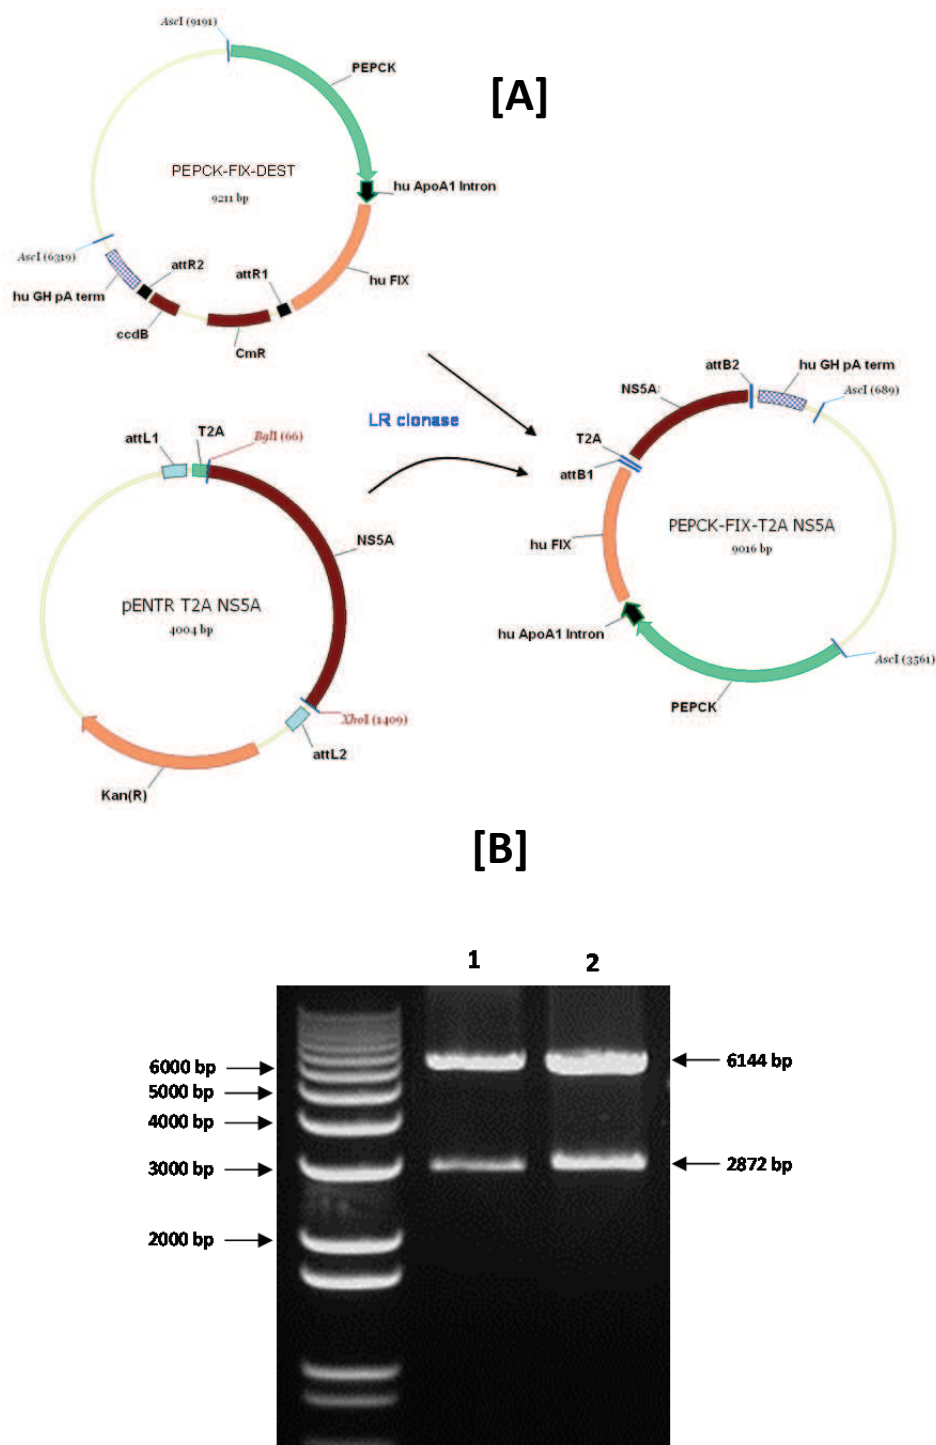 AscI (9191)
PEPCK
[A]
PEPCK-FIX-DEST
9211 bp
hu ApoA1 Intron
AscI (6319)
attR2
attR1
hu FIX
hu GH pA term
ccdB
CmR
LR clonase
attL1
T2A
BglI (66)
NS5A
pENTR T2A NS5A
4004 bp
XhoI (1409)
attL2
Kan(R)
attB2
hu GH pA term
NS5A
AscI (689)
T2A
attB1
hu FIX
PEPCK-FIX-T2A NS5A
9016 bp
hu ApoA1 Intron
AscI (3561)
PEPCK
[B]
1 2
6000 bp
6144 bp
5000 bp
4000 bp
3000 bp
2872 bp
2000 bp